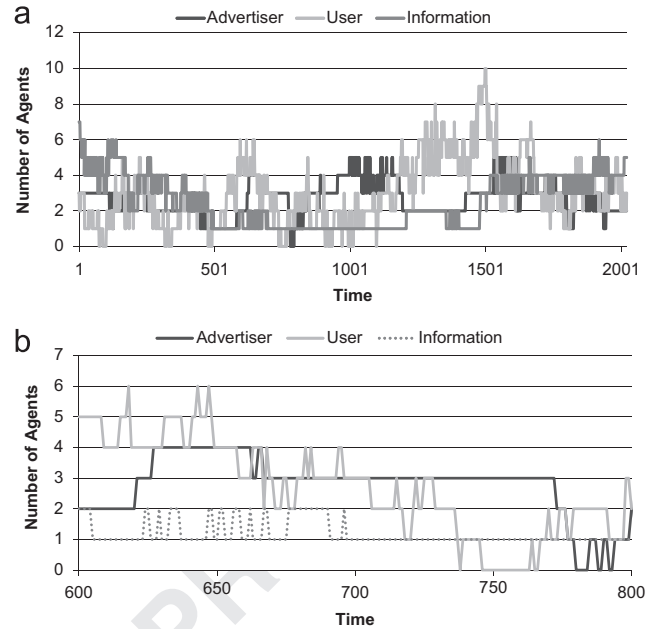 a
Advertiser User Information
12
10
8
6
4
2
0
Number of Agents
1 501 1001 1501 2001
Time
b
Advertiser User Information
7
6
5
4
3
2
1
0
Number of Agents
600 650 700 750 800
Time
PR